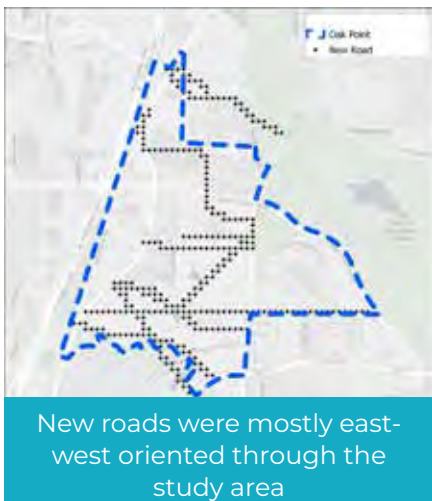 Oak Point
New Road
New roads were mostly east-
west oriented through the
study area